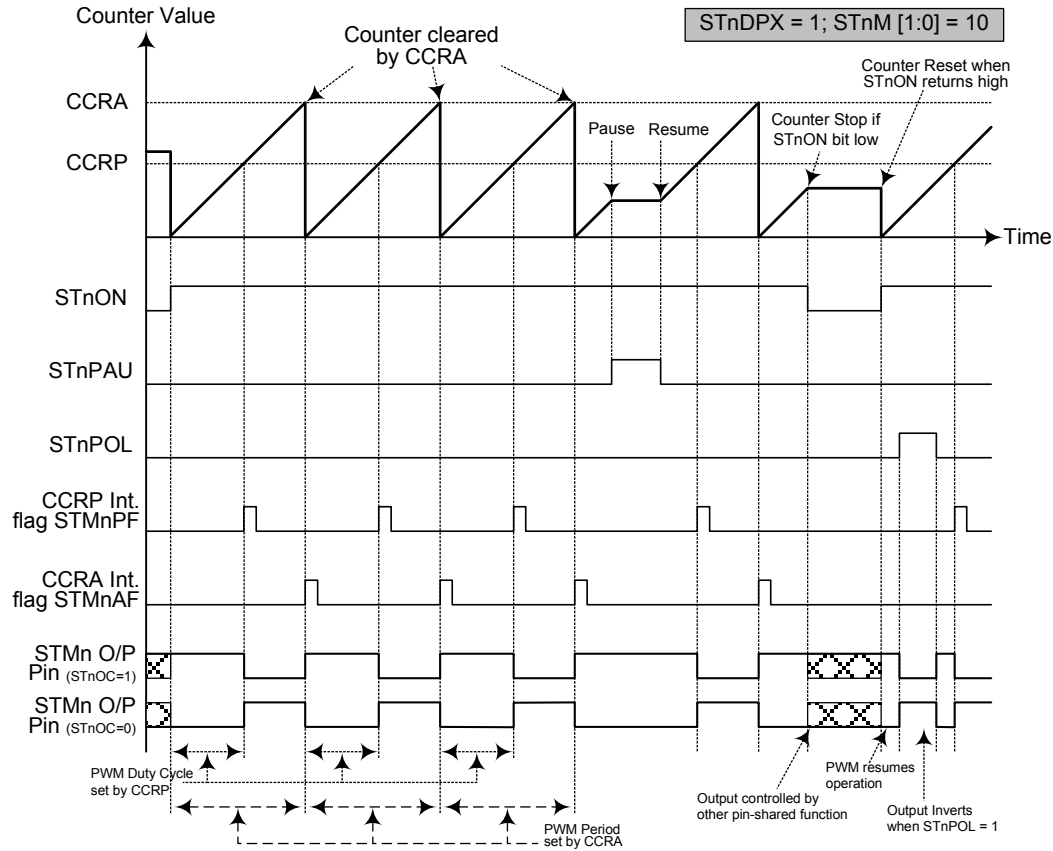 Counter Value
STnDPX = 1; STnM [1:0] = 10
Counter cleared
by CCRA
Counter Reset when
STnON returns high
CCRA
Pause
Resume
Counter Stop if
STnON bit low
CCRP
Time
STnON
STnPAU
STnPOL
CCRP Int.
flag STMnPF
CCRA Int.
flag STMnAF
STMn O/P
Pin (STnOC=1)
STMn O/P
Pin (STnOC=0)
PWM Duty Cycle
set by CCRP
PWM resumes
operation
Output controlled by
other pin-shared function
Output Inverts
when STnPOL = 1
PWM Period
set by CCRA